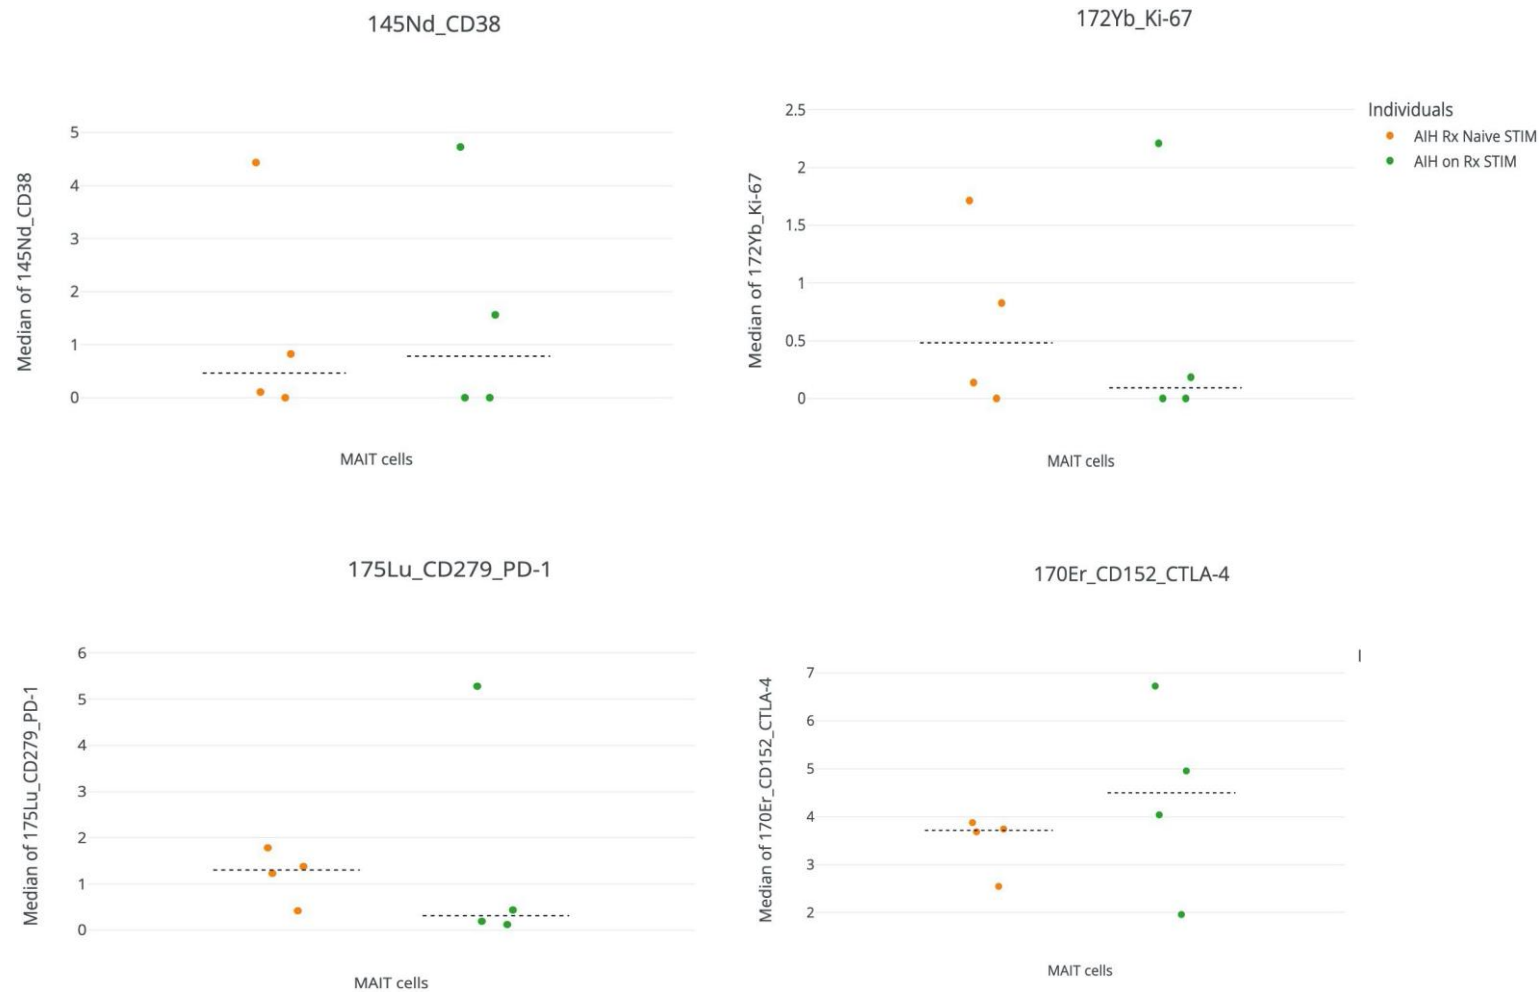 145Nd_CD38
Median of 145Nd_CD38
5
4
3
2
1
0
MAIT cells
172Yb_Ki-67
Median of 172Yb_Ki-67
2.5
2
1.5
1
0.5
0
MAIT cells
Individuals
AIH Rx Naive STIM
AIH on Rx STIM
175Lu_CD279_PD-1
Median of 175Lu_CD279_PD-1
6
5
4
3
2
1
0
MAIT cells
170Er_CD152_CTLA-4
Median of 170Er_CD152_CTLA-4
7
6
5
4
3
2
MAIT cells